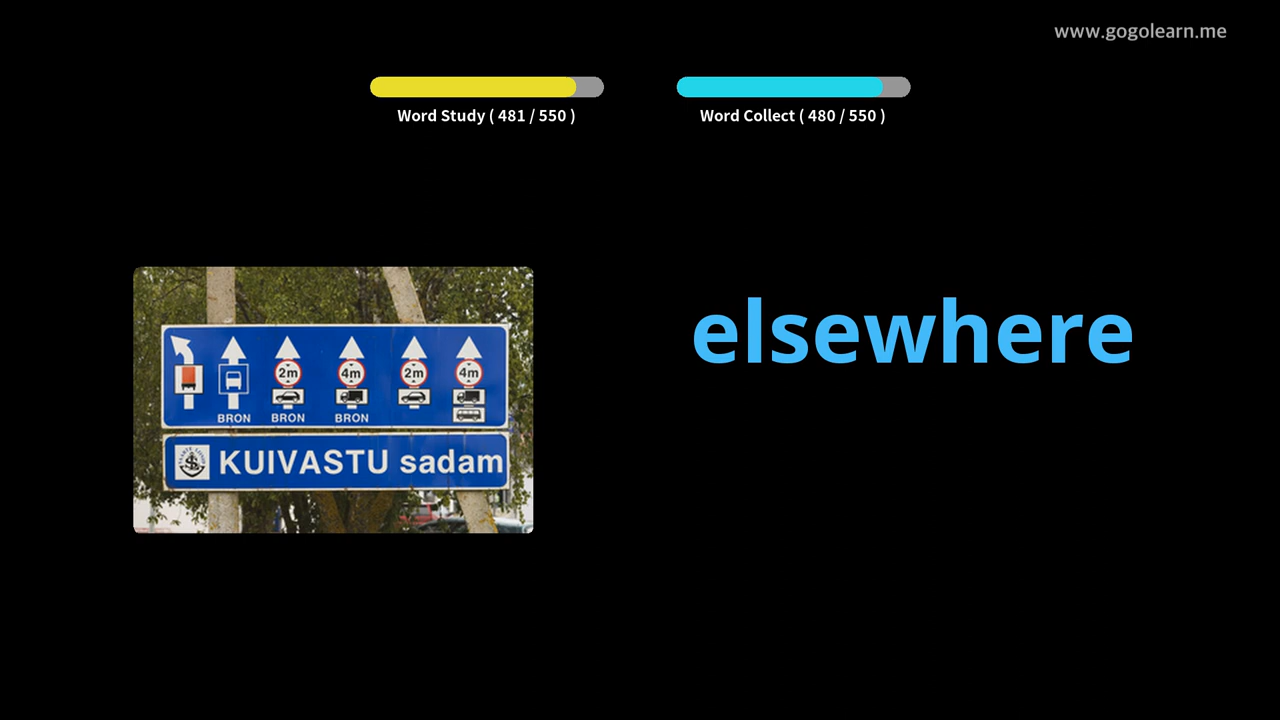 www.gogolearn.me
Word Study ( 481 / 550 )
Word Collect ( 480 / 550 )
elsewhere
2m 4m 2m 4m
BRON BRON BRON
KUIVASTU sadam